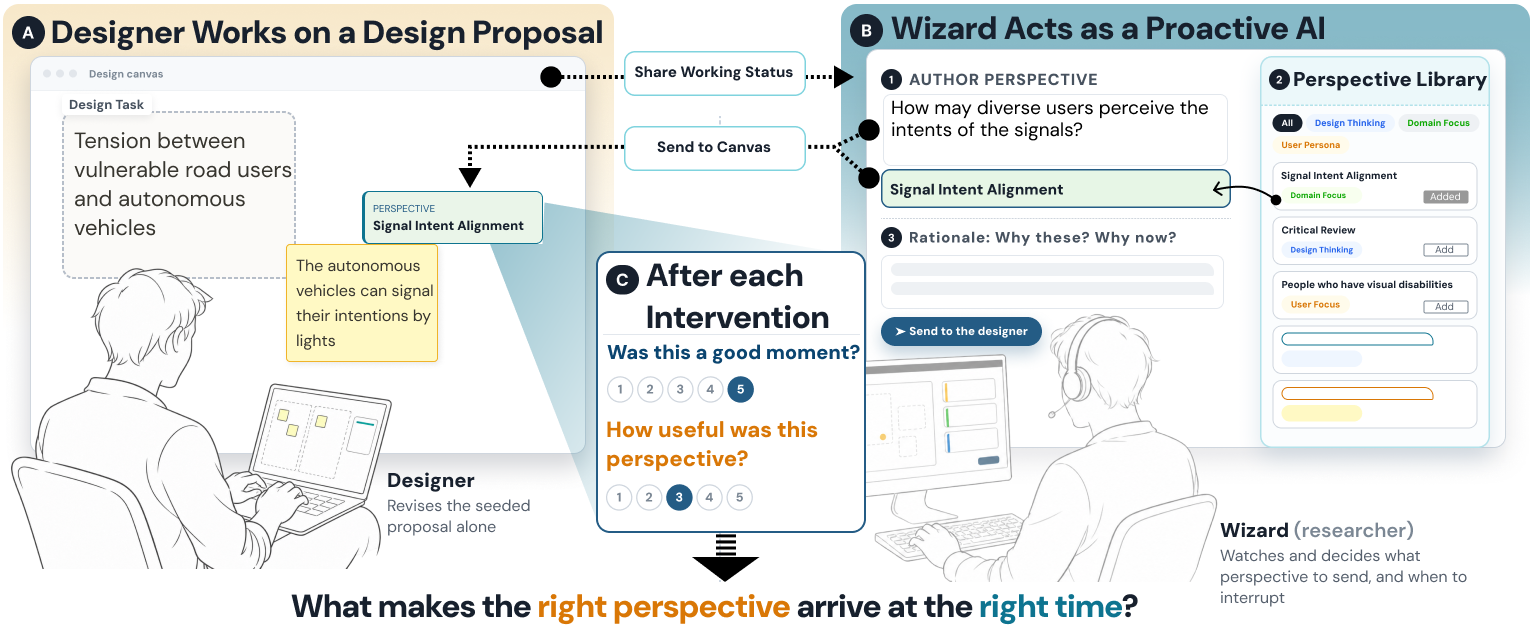 A Designer Works on a Design Proposal
Design canvas
Design Task
Tension between
vulnerable road users
and autonomous
vehicles
PERSPECTIVE
Signal Intent Alignment
The autonomous
vehicles can signal
their intentions by
lights
Designer
Revises the seeded
proposal alone
Share Working Status
Send to Canvas
B Wizard Acts as a Proactive AI
1 AUTHOR PERSPECTIVE
How may diverse users perceive the
intents of the signals?
Signal Intent Alignment
3 Rationale: Why these? Why now?
➤ Send to the designer
2 Perspective Library
All Design Thinking Domain Focus
User Persona
Signal Intent Alignment
Domain Focus Added
Critical Review
Design Thinking Add
People who have visual disabilities
User Focus Add
C After each
Intervention
Was this a good moment?
1 2 3 4 5
How useful was this
perspective?
1 2 3 4 5
Wizard (researcher)
Watches and decides what
perspective to send, and when to
interrupt
What makes the right perspective arrive at the right time?